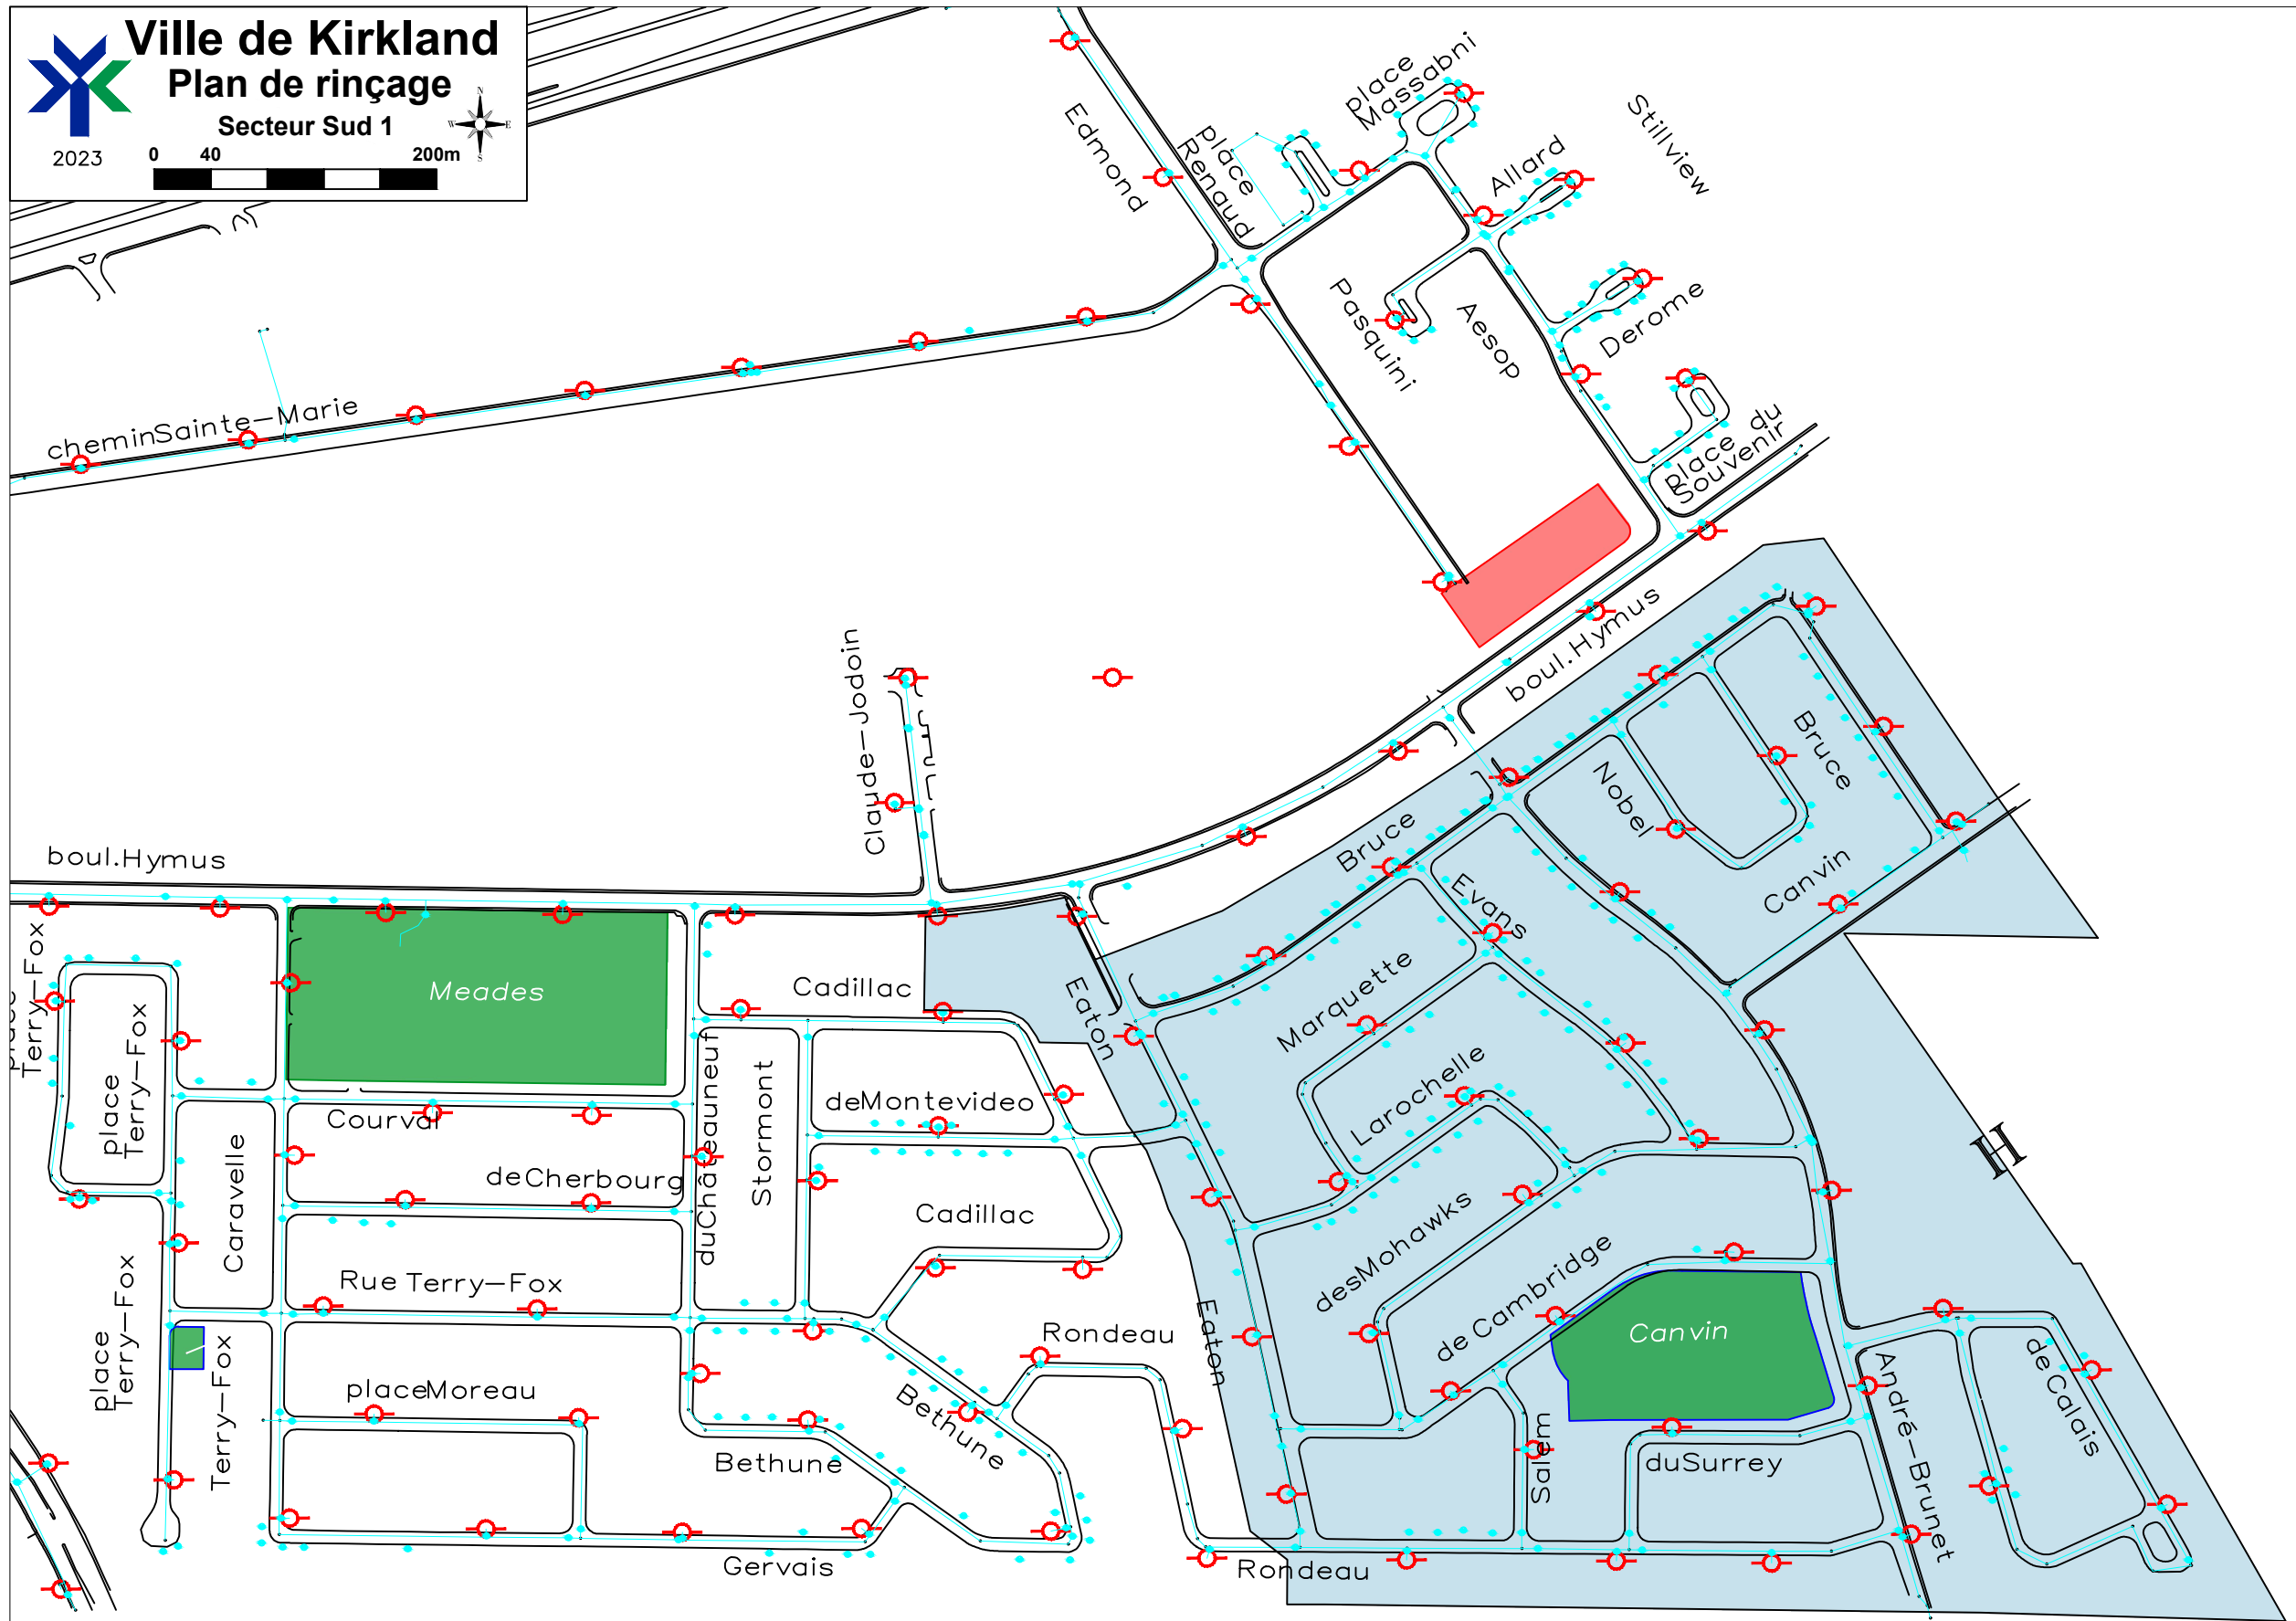 Ville de Kirkland
Plan de rinçage
Secteur Sud 1
2023
0 40 200m
N
W E
S
place
Massabni
Stillview
Edmond
place
Renaud
Allard
Pasquini
Aesop
Derome
place du
Souvenir
cheminSainte-Marie
boul.Hymus
Claude-Jodoin
Bruce
Nobel
boul.Hymus
Bruce
Canvin
Evans
place
Terry-Fox
Meades
Cadillac
Eaton
Marquette
place
Terry-Fox
Courval
duChâteauneuf
Stormont
deMontevideo
Larochelle
H
Caravelle
deCherbourg
Cadillac
desMohawks
place
Terry-Fox
Rue Terry-Fox
Eaton
de Cambridge
Canvin
Rondeau
Terry-Fox
placeMoreau
Bethune
André-Brunet
deCalais
Bethune
Salem
duSurrey
Gervais
Rondeau